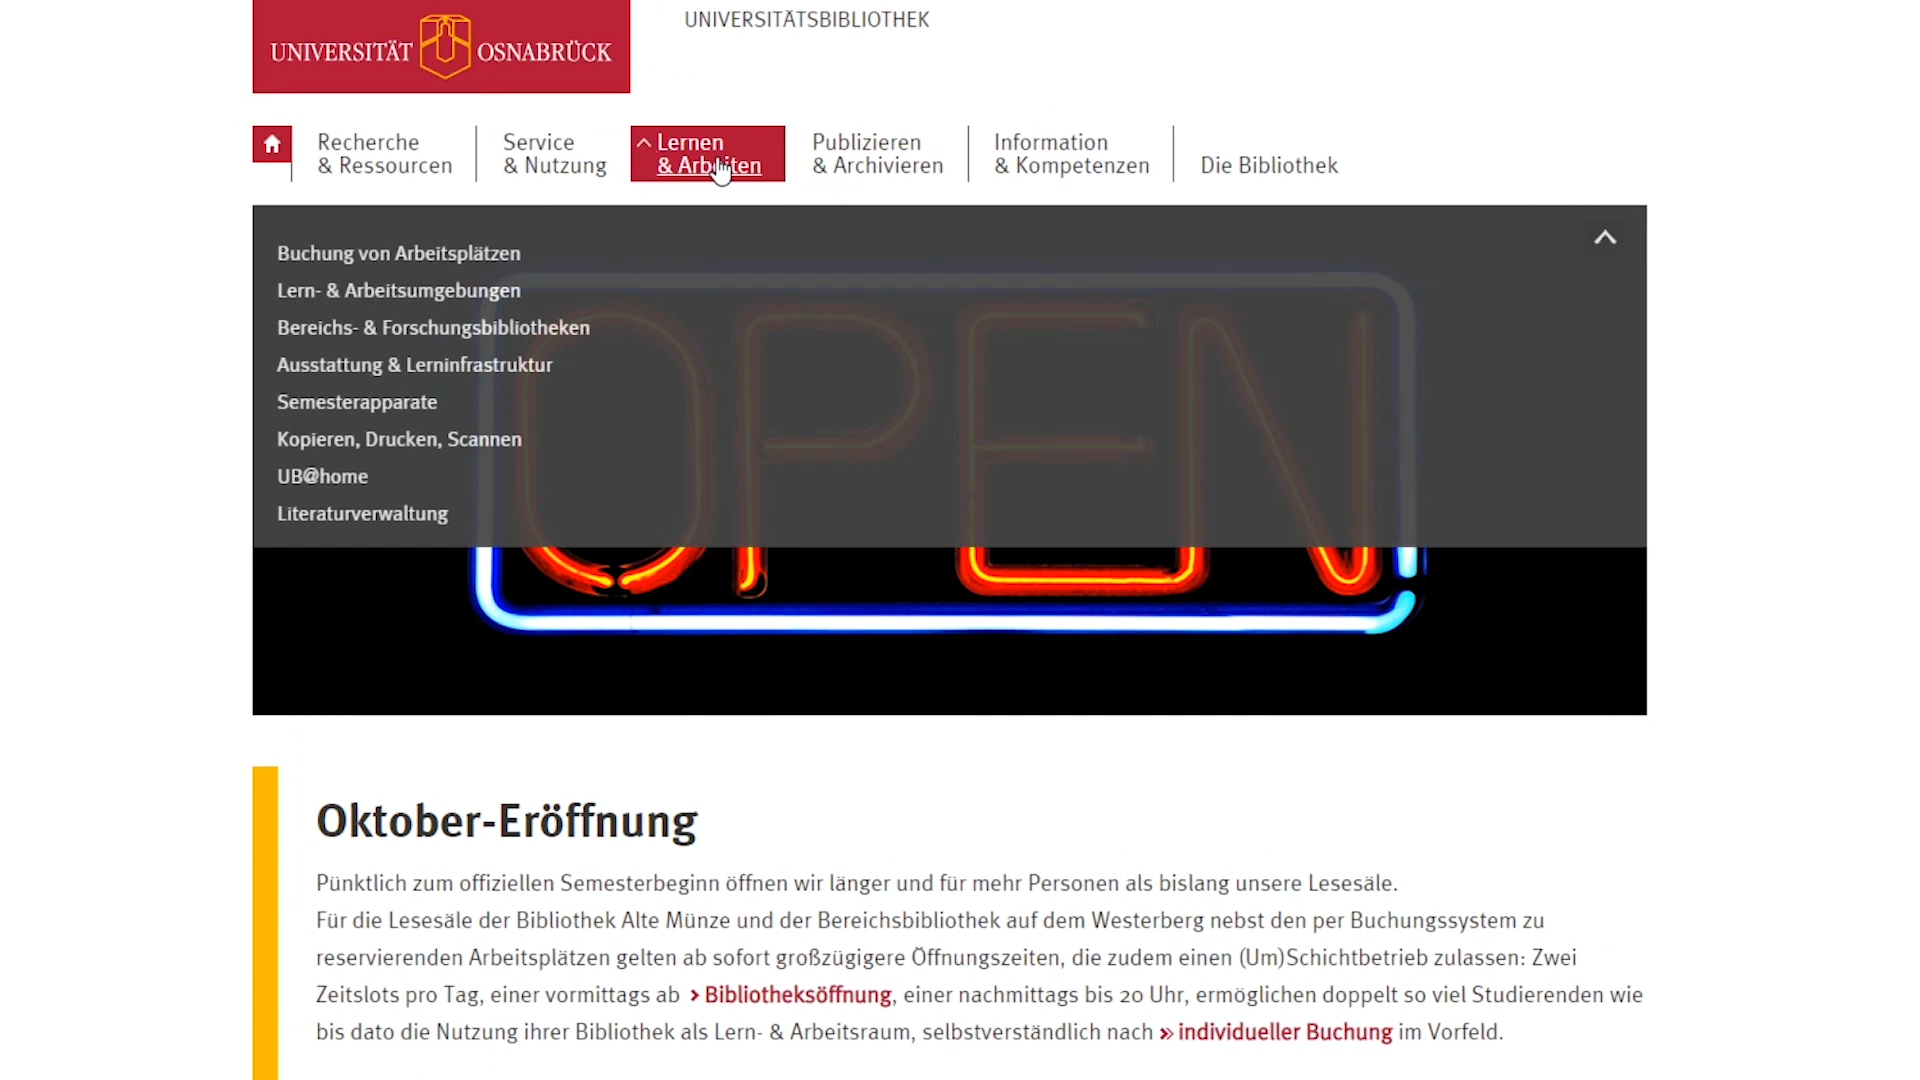 UNIVERSITÄT OSNABRÜCK
UNIVERSITÄTSBIBLIOTHEK
Recherche
& Ressourcen
Service
& Nutzung
Lernen
& Arbeiten
Publizieren
& Archivieren
Information
& Kompetenzen
Die Bibliothek
Buchung von Arbeitsplätzen
Lern- & Arbeitsumgebungen
Bereichs- & Forschungsbibliotheken
Ausstattung & Lerninfrastruktur
Semesterapparate
Kopieren, Drucken, Scannen
UB@home
Literaturverwaltung
OPEN
Oktober-Eröffnung
Pünktlich zum offiziellen Semesterbeginn öffnen wir länger und für mehr Personen als bislang unsere Lesesäle.
Für die Lesesäle der Bibliothek Alte Münze und der Bereichsbibliothek auf dem Westerberg nebst den per Buchungssystem zu
reservierenden Arbeitsplätzen gelten ab sofort großzügigere Öffnungszeiten, die zudem einen (Um)Schichtbetrieb zulassen: Zwei
Zeitslots pro Tag, einer vormittags ab › Bibliotheksöffnung, einer nachmittags bis 20 Uhr, ermöglichen doppelt so viel Studierenden wie
bis dato die Nutzung ihrer Bibliothek als Lern- & Arbeitsraum, selbstverständlich nach » individueller Buchung im Vorfeld.